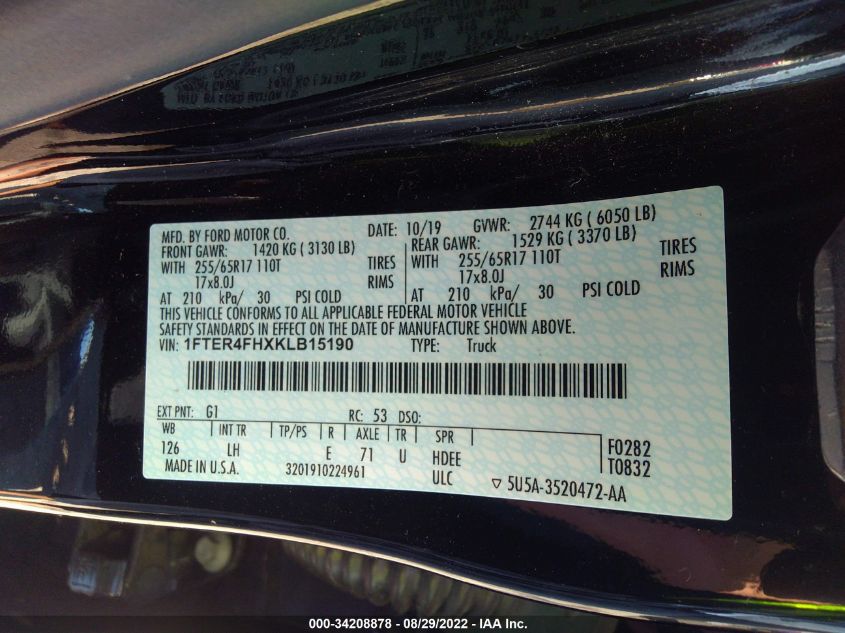 MFD. BY FORD MOTOR CO.
DATE: 10/19 GVWR: 2744 KG ( 6050 LB)
FRONT GAWR: 1420 KG ( 3130 LB)
WITH 255/65R17 110T TIRES
17x8.0J RIMS
AT 210 kPa/ 30 PSI COLD
REAR GAWR: 1529 KG ( 3370 LB)
WITH 255/65R17 110T TIRES
17x8.0J RIMS
AT 210 kPa/ 30 PSI COLD
THIS VEHICLE CONFORMS TO ALL APPLICABLE FEDERAL MOTOR VEHICLE
SAFETY STANDARDS IN EFFECT ON THE DATE OF MANUFACTURE SHOWN ABOVE.
VIN: 1FTER4FHXKLB15190 TYPE: Truck
EXT PNT: G1 RC: 53 DSO:
WB INT TR TP/PS R AXLE TR SPR
126 LH E 71 U HDEE
F0282
T0832
MADE IN U.S.A. 3201910224961 ULC
▽ 5U5A-3520472-AA
000-34208878 - 08/29/2022 - IAA Inc.